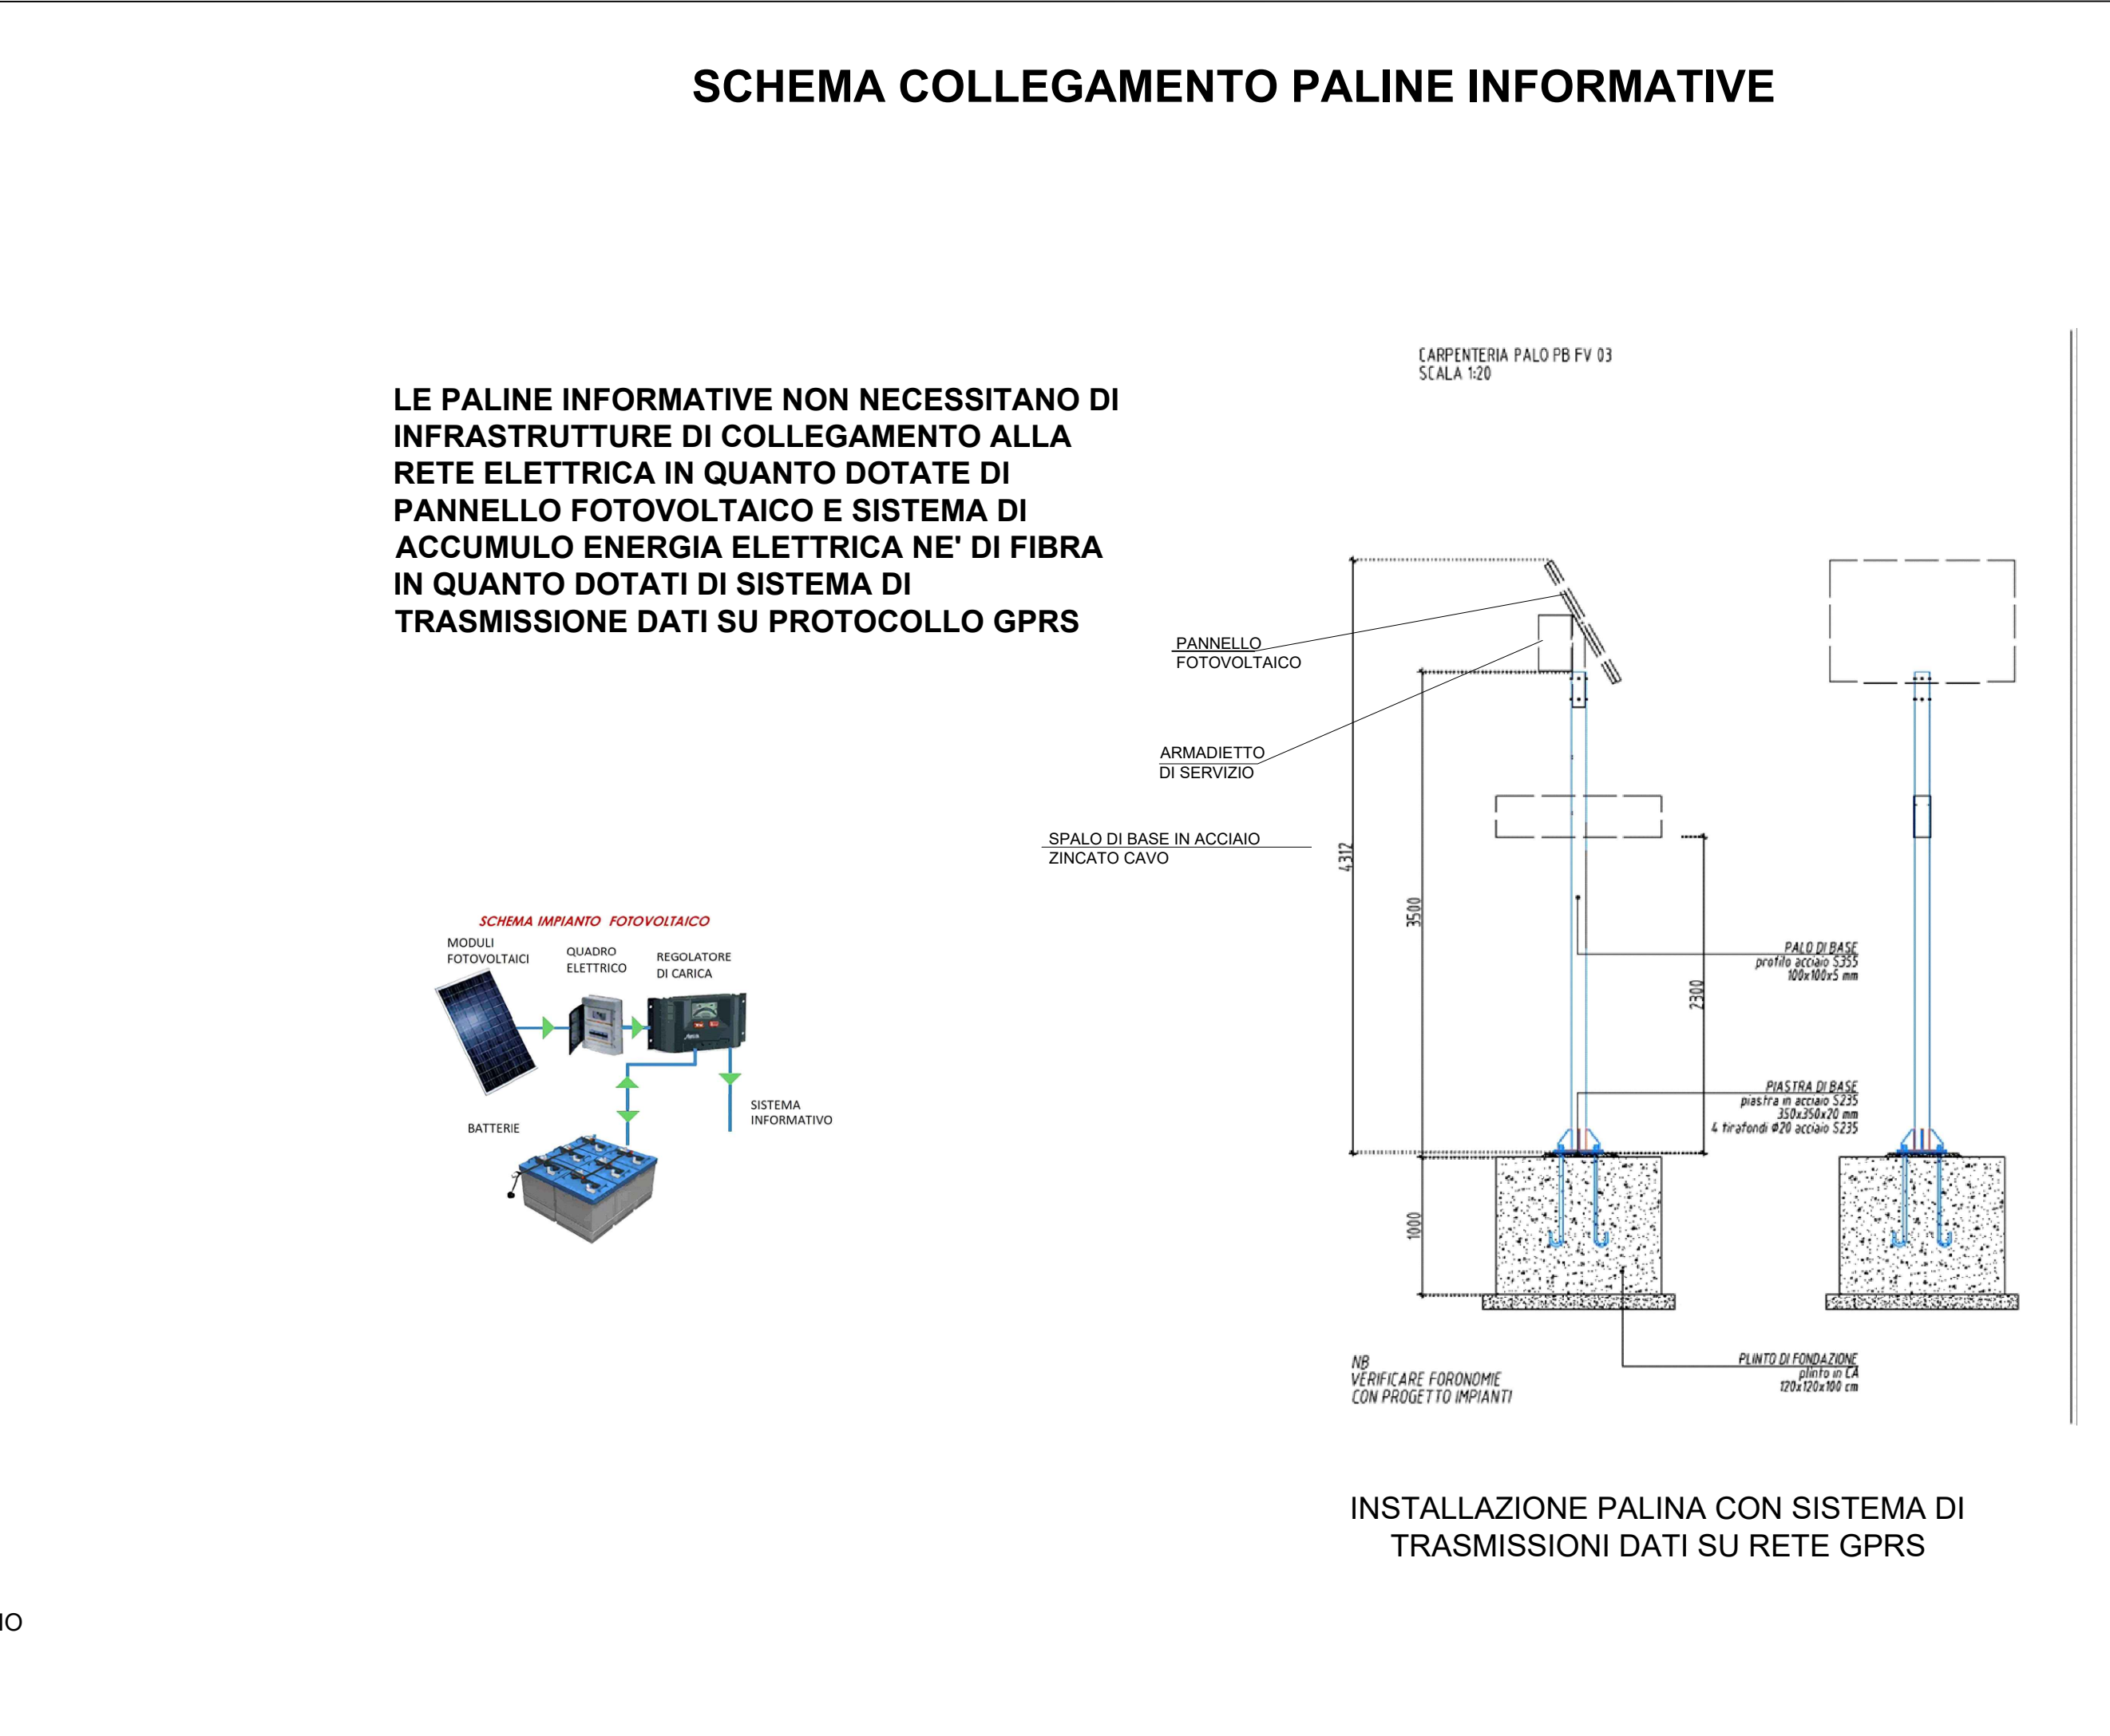 SCHEMA COLLEGAMENTO PALINE INFORMATIVE
CARPENTERIA PALO PB FV 03
SCALA 1:20
LE PALINE INFORMATIVE NON NECESSITANO DI
INFRASTRUTTURE DI COLLEGAMENTO ALLA
RETE ELETTRICA IN QUANTO DOTATE DI
PANNELLO FOTOVOLTAICO E SISTEMA DI
ACCUMULO ENERGIA ELETTRICA NE' DI FIBRA
IN QUANTO DOTATI DI SISTEMA DI
TRASMISSIONE DATI SU PROTOCOLLO GPRS
PANNELLO
FOTOVOLTAICO
ARMADIETTO
DI SERVIZIO
SPALO DI BASE IN ACCIAIO
ZINCATO CAVO
4312
3500
2300
1000
PALO DI BASE
profilo acciaio S355
100x100x5 mm
PIASTRA DI BASE
piastra in acciaio S235
350x350x20 mm
4 tirafondi Φ20 acciaio S235
SCHEMA IMPIANTO FOTOVOLTAICO
MODULI
FOTOVOLTAICI
QUADRO
ELETTRICO
REGOLATORE
DI CARICA
SISTEMA
INFORMATIVO
BATTERIE
NB
VERIFICARE FORONOMIE
CON PROGETTO IMPIANTI
PLINTO DI FONDAZIONE
plinto in CA
120x120x100 cm
INSTALLAZIONE PALINA CON SISTEMA DI
TRASMISSIONI DATI SU RETE GPRS
IO